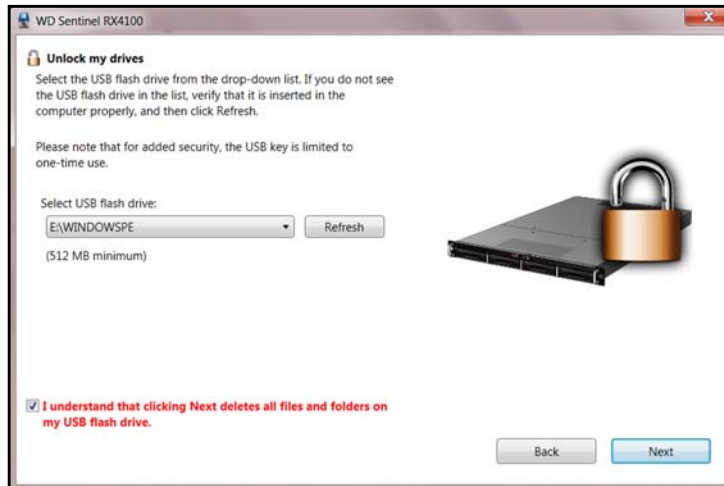 WD Sentinel RX4100
Unlock my drives
Select the USB flash drive from the drop-down list. If you do not see
the USB flash drive in the list, verify that it is inserted in the
computer properly, and then click Refresh.
Please note that for added security, the USB key is limited to
one-time use.
Select USB flash drive:
E:\WINDOWSPE
Refresh
(512 MB minimum)
I understand that clicking Next deletes all files and folders on
my USB flash drive.
Back
Next